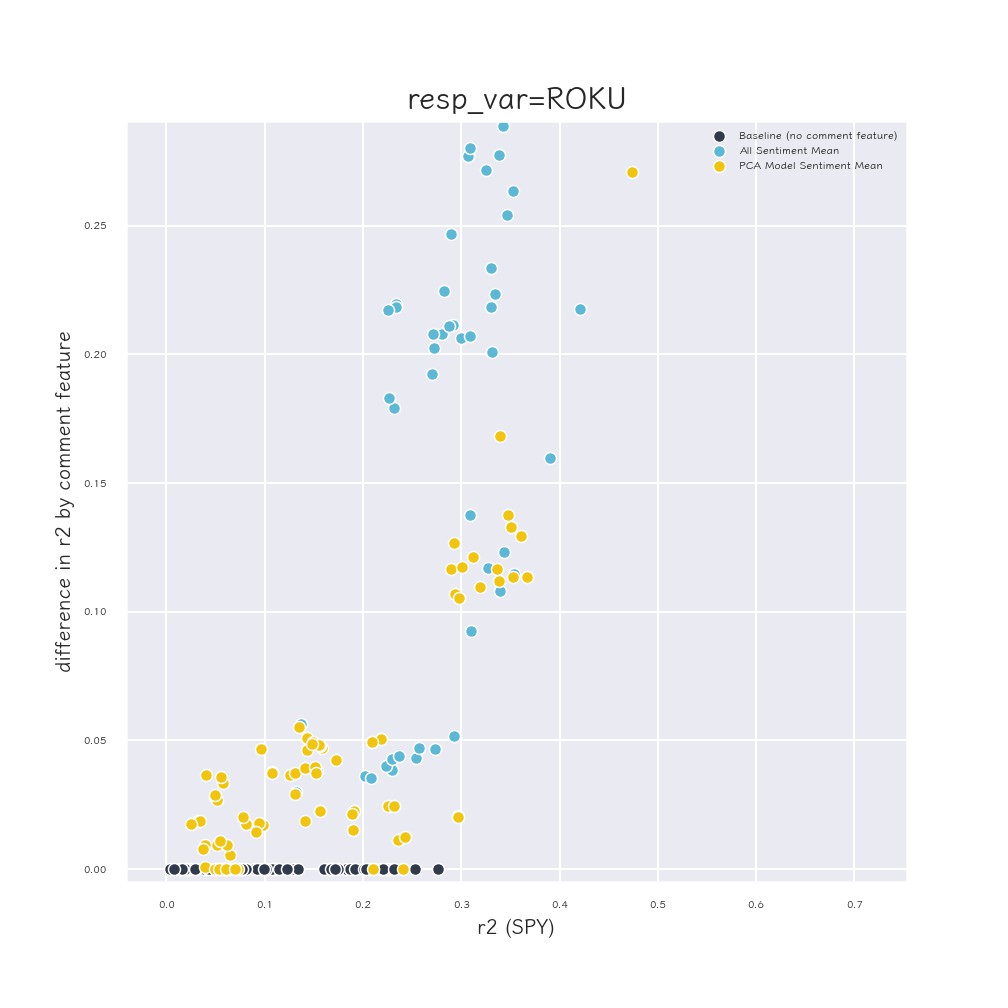 resp_var=ROKU
Baseline (no comment feature)
All Sentiment Mean
PCA Model Sentiment Mean
difference in r2 by comment feature
0.25
0.20
0.15
0.10
0.05
0.00
0.0 0.1 0.2 0.3 0.4 0.5 0.6 0.7
r2 (SPY)